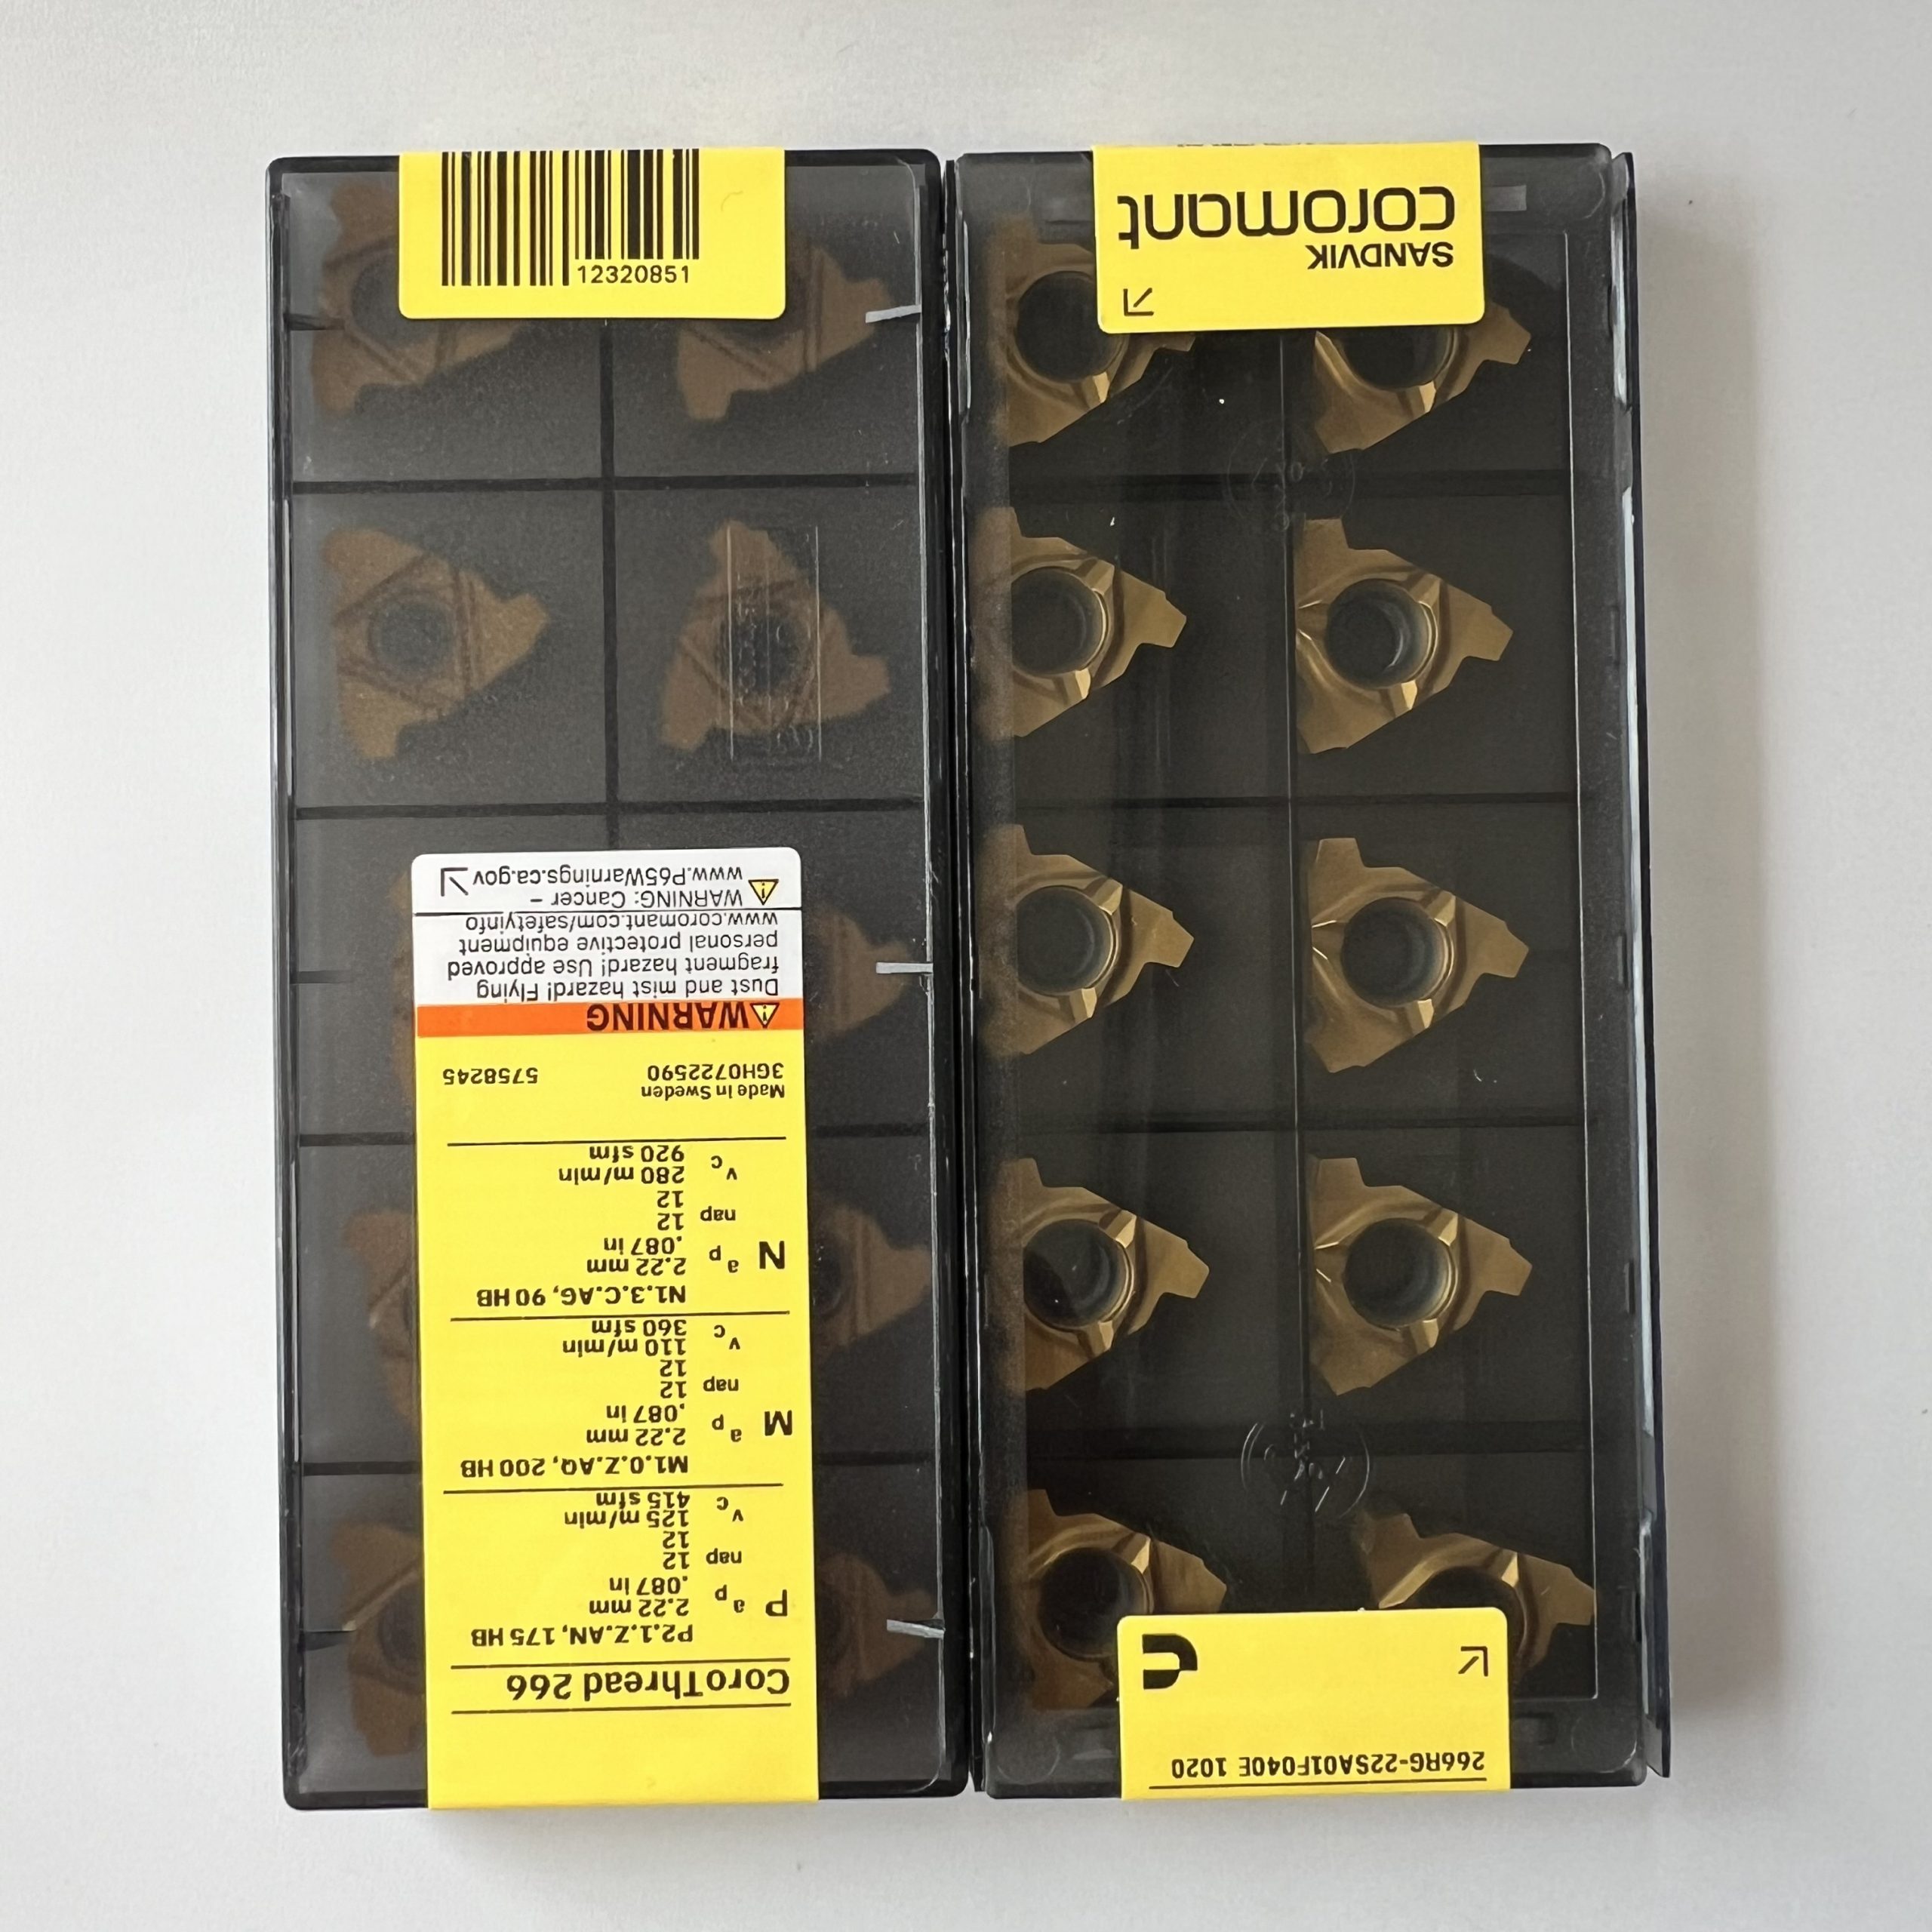 12320851
CoroThread 266
P2.1.Z.AN, 175 HB
P ap 2.22 mm
.087 in
nap 12
12
vc 125 m/min
415 sfm
M1.0.Z.AQ, 200 HB
M ap 2.22 mm
.087 in
nap 12
12
vc 110 m/min
360 sfm
N1.3.C.AG, 90 HB
N ap 2.22 mm
.087 in
nap 12
12
vc 280 m/min
920 sfm
Made in Sweden
3GH0722590 5758245
WARNING
Dust and mist hazard! Flying
fragment hazard! Use approved
personal protective equipment
www.coromant.com/safetyinfo
WARNING: Cancer –
www.P65Warnings.ca.gov
266RG-22SA01F040E 1020
SANDVIK
coromant